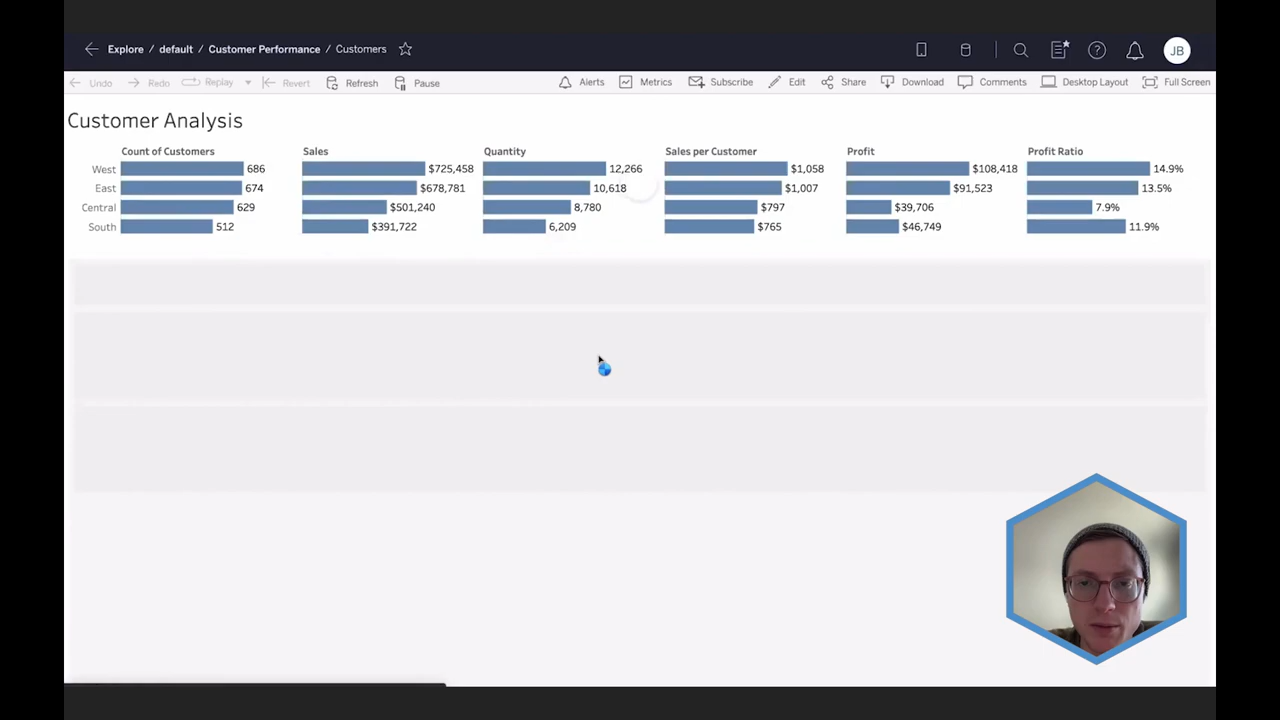 Explore / default / Customer Performance / Customers
JB
Undo Redo Replay Revert Refresh Pause Alerts Metrics Subscribe Edit Share Download Comments Desktop Layout Full Screen
Customer Analysis
Count of Customers Sales Quantity Sales per Customer Profit Profit Ratio
West 686 $725,458 12,266 $1,058 $108,418 14.9%
East 674 $678,781 10,618 $1,007 $91,523 13.5%
Central 629 $501,240 8,780 $797 $39,706 7.9%
South 512 $391,722 6,209 $765 $46,749 11.9%